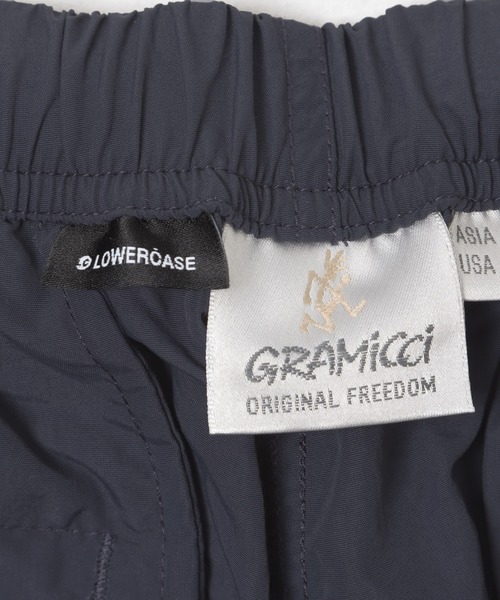 LOWERCASE
GRAMiCCi
ORIGINAL FREEDOM
ASIA
USA